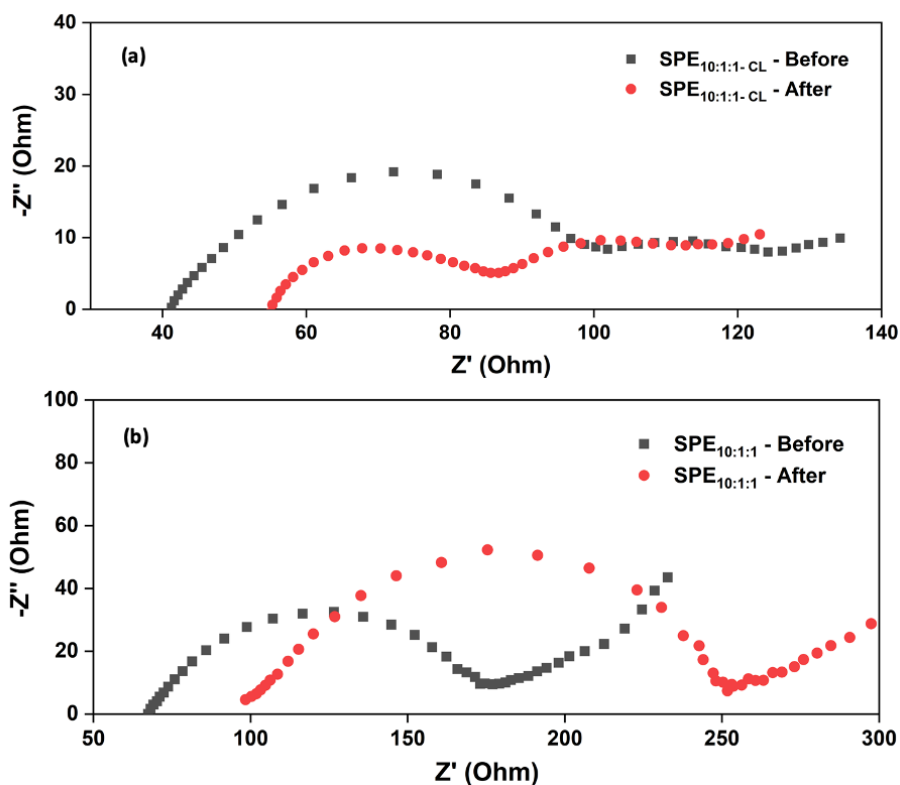 (a)
SPE10:1:1- CL - Before
SPE10:1:1- CL - After
-Z'' (Ohm)
40
30
20
10
0
40 60 80 100 120 140
Z' (Ohm)
(b)
SPE10:1:1 - Before
SPE10:1:1 - After
-Z'' (Ohm)
100
80
60
40
20
0
50 100 150 200 250 300
Z' (Ohm)